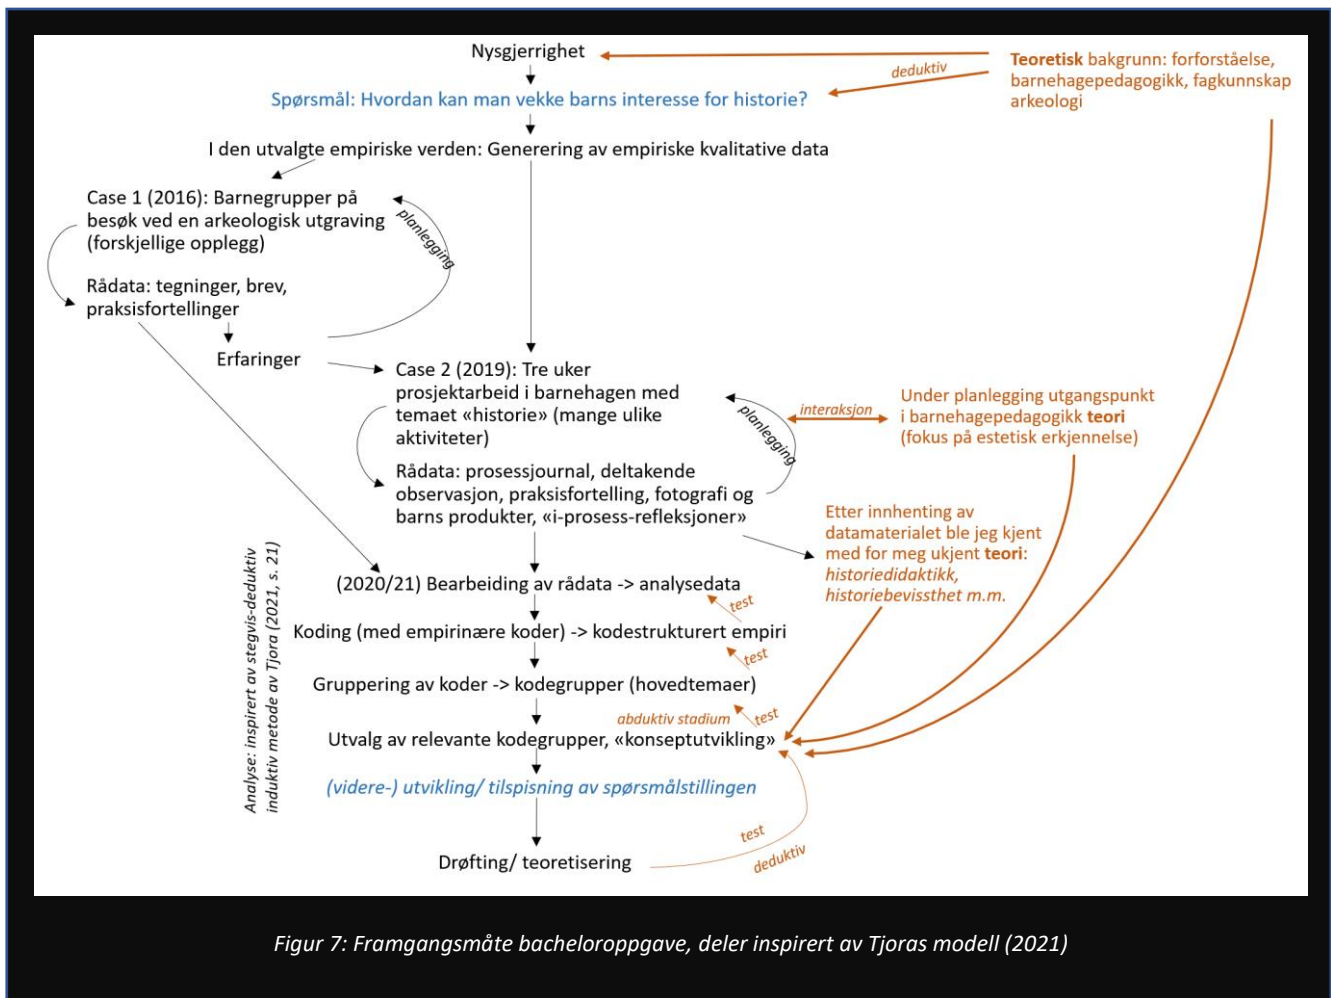 Nysgjerrighet
Teoretisk bakgrunn: forforståelse,
barnehagepedagogikk, fagkunnskap
arkeologi
deduktiv
Spørsmål: Hvordan kan man vekke barns interesse for historie?
I den utvalgte empiriske verden: Generering av empiriske kvalitative data
Case 1 (2016): Barnegrupper på
besøk ved en arkeologisk utgraving
(forskjellige opplegg)
planlegging
Rådata: tegninger, brev,
praksisfortellinger
Erfaringer
Case 2 (2019): Tre uker
prosjektarbeid i barnehagen med
temaet «historie» (mange ulike
aktiviteter)
planlegging
interaksjon
Under planlegging utgangspunkt
i barnehagepedagogikk teori
(fokus på estetisk erkjennelse)
Rådata: prosessjournal, deltakende
observasjon, praksisfortelling, fotografi og
barns produkter, «i-prosess-refleksjoner»
Etter innhenting av
datamaterialet ble jeg kjent
med for meg ukjent teori:
historiedidaktikk,
historiebevissthet m.m.
Analyse: inspirert av stegvis-deduktiv
induktiv metode av Tjora (2021, s. 21)
(2020/21) Bearbeiding av rådata -> analysedata
test
Koding (med empirinære koder) -> kodestrukturert empiri
test
Gruppering av koder -> kodegrupper (hovedtemaer)
abduktiv stadium
test
Utvalg av relevante kodegrupper, «konseptutvikling»
(videre-) utvikling/ tilspisning av spørsmålstillingen
test
deduktiv
Drøfting/ teoretisering
Figur 7: Framgangsmåte bacheloroppgave, deler inspirert av Tjoras modell (2021)